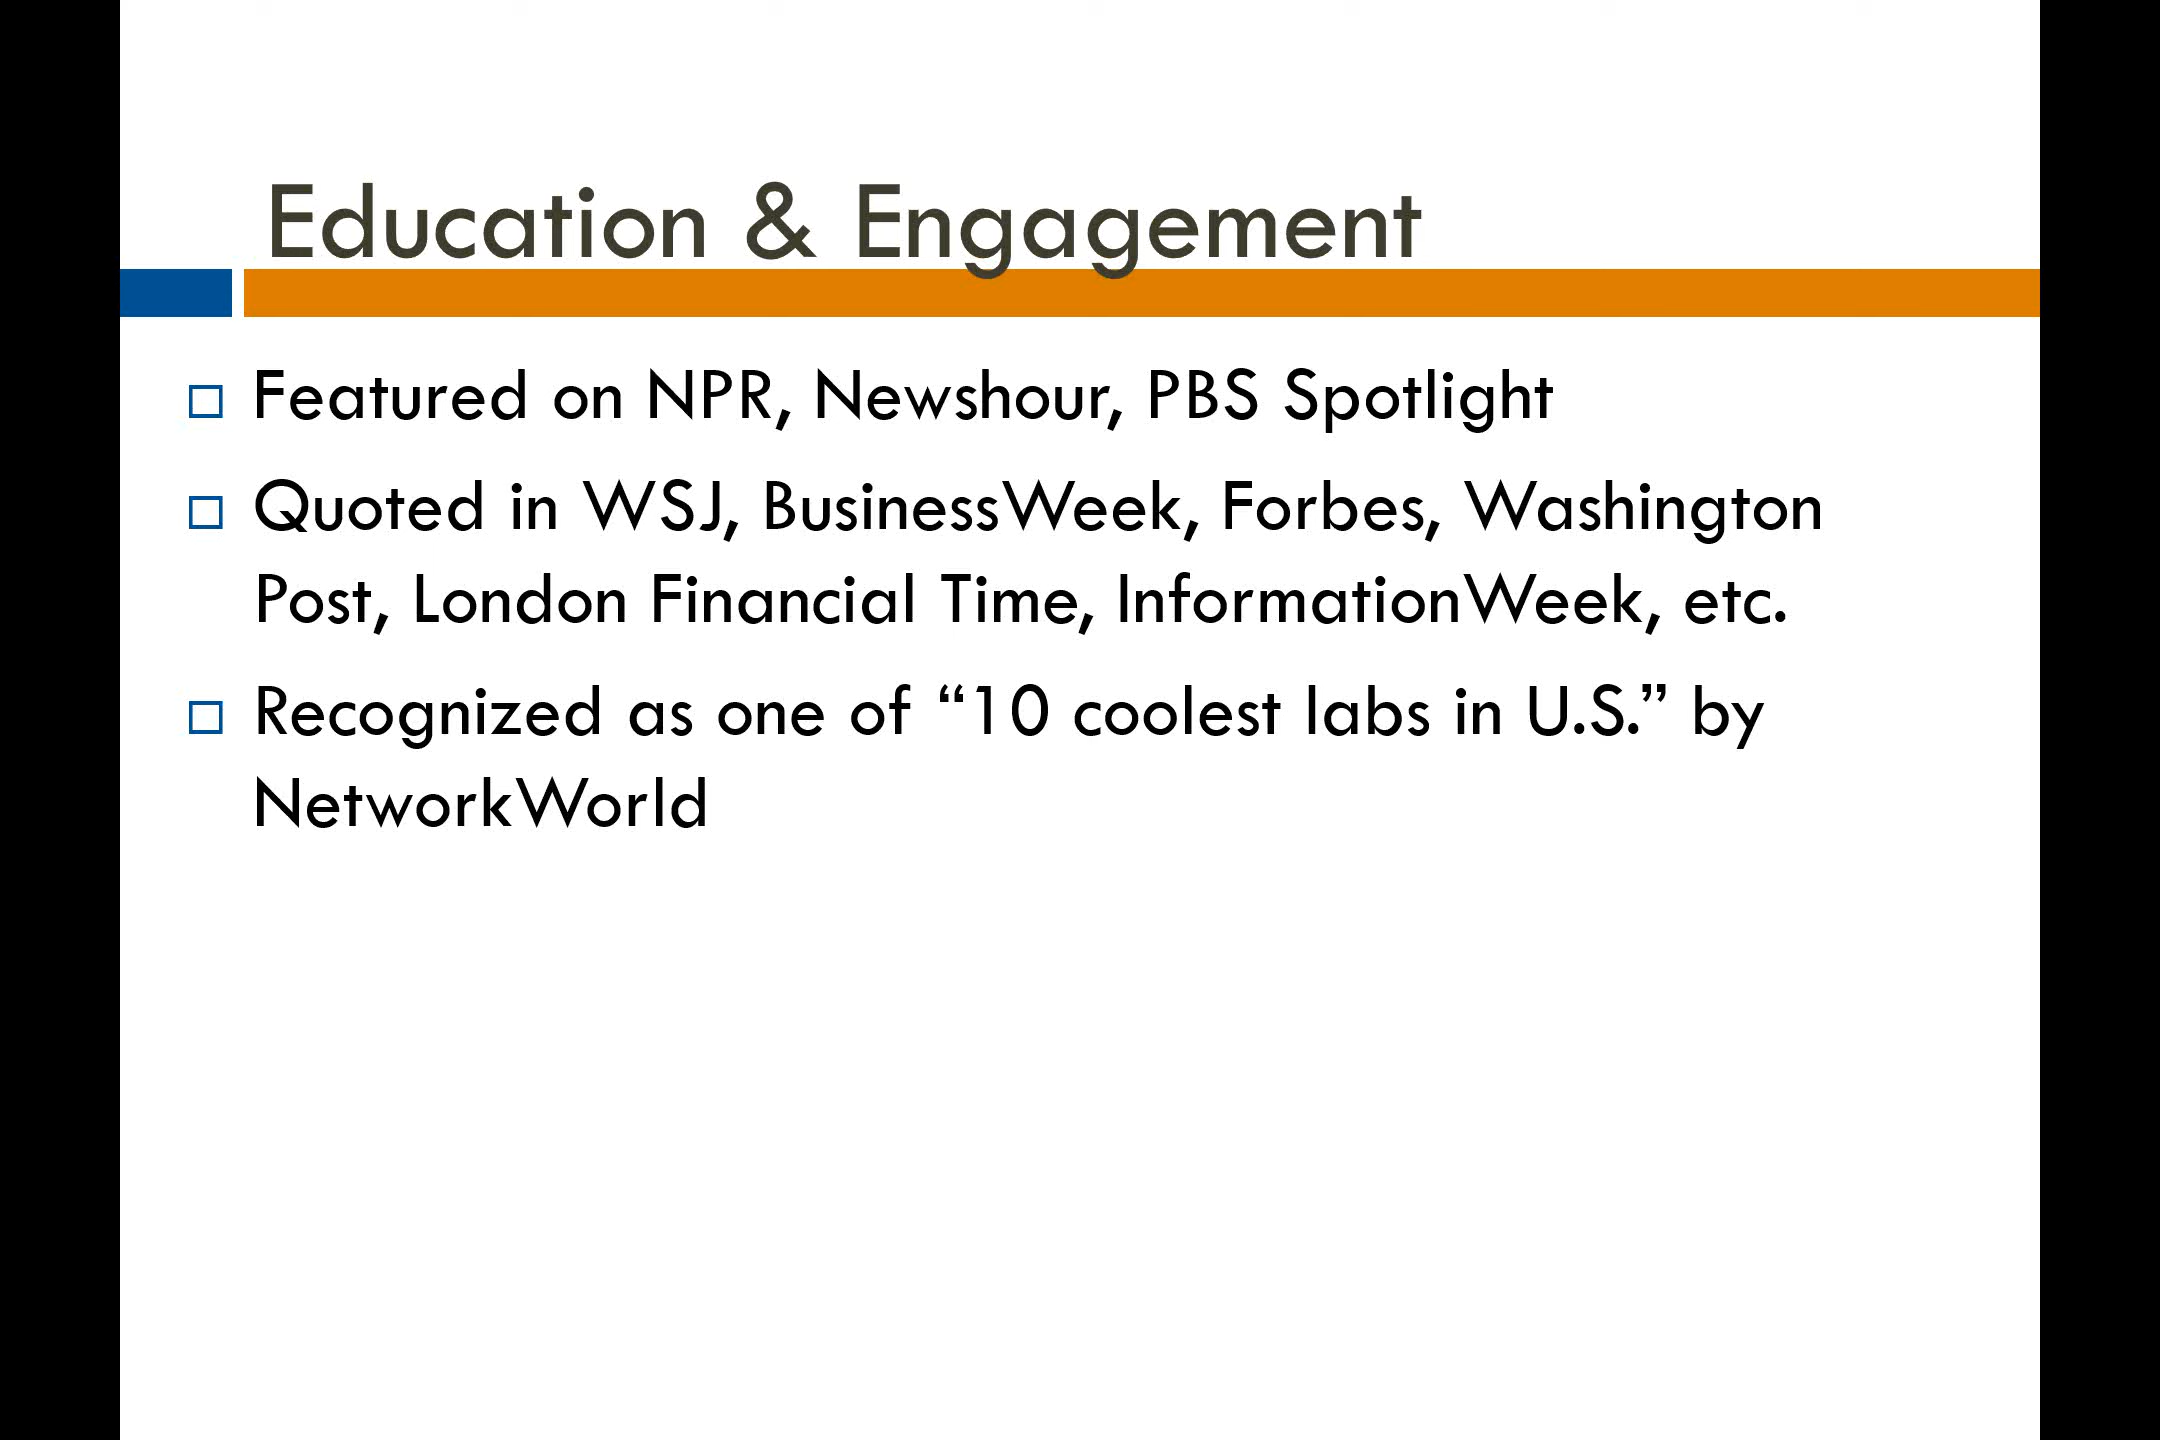 Education & Engagement
Featured on NPR, Newshour, PBS Spotlight
Quoted in WSJ, BusinessWeek, Forbes, Washington
Post, London Financial Time, InformationWeek, etc.
Recognized as one of “10 coolest labs in U.S.” by
NetworkWorld